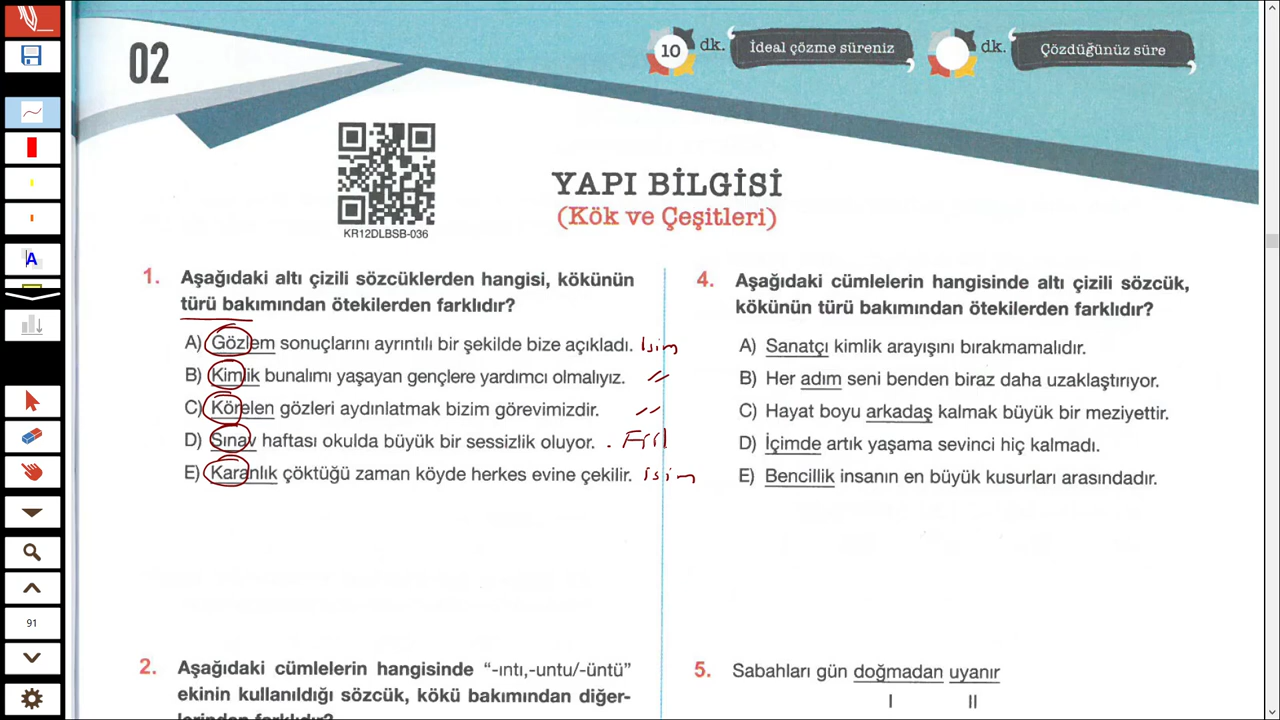 02
10 dk. İdeal çözme süreniz
dk. Çözdüğünüz süre
KR12DLBSB-036
YAPI BİLGİSİ
(Kök ve Çeşitleri)
1. Aşağıdaki altı çizili sözcüklerden hangisi, kökünün
türü bakımından ötekilerden farklıdır?
A) Gözlem sonuçlarını ayrıntılı bir şekilde bize açıkladı. İsim
B) Kimlik bunalımı yaşayan gençlere yardımcı olmalıyız. "
C) Körelen gözleri aydınlatmak bizim görevimizdir. "
D) Sınav haftası okulda büyük bir sessizlik oluyor. . Fiil
E) Karanlık çöktüğü zaman köyde herkes evine çekilir. isim
2. Aşağıdaki cümlelerin hangisinde “-ıntı,-untu/-üntü”
ekinin kullanıldığı sözcük, kökü bakımından diğer-
lerinden farklıdır?
4. Aşağıdaki cümlelerin hangisinde altı çizili sözcük,
kökünün türü bakımından ötekilerden farklıdır?
A) Sanatçı kimlik arayışını bırakmamalıdır.
B) Her adım seni benden biraz daha uzaklaştırıyor.
C) Hayat boyu arkadaş kalmak büyük bir meziyettir.
D) İçimde artık yaşama sevinci hiç kalmadı.
E) Bencillik insanın en büyük kusurları arasındadır.
5. Sabahları gün doğmadan uyanır
I II
A
91